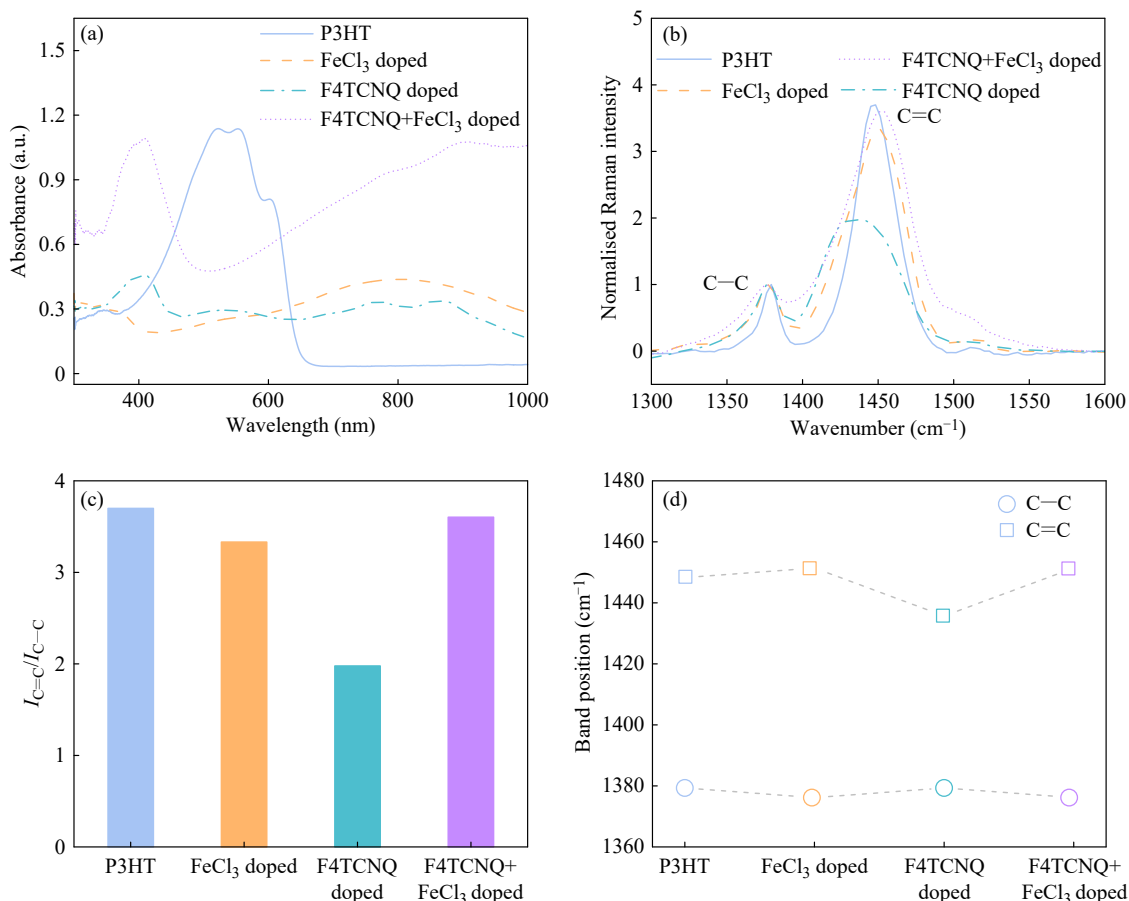 (a)
P3HT
FeCl₃ doped
F4TCNQ doped
F4TCNQ+FeCl₃ doped
1.5
1.2
0.9
0.6
0.3
0
Absorbance (a.u.)
400 600 800 1000
Wavelength (nm)
(b)
P3HT
F4TCNQ+FeCl₃ doped
FeCl₃ doped
F4TCNQ doped
C=C
C—C
5
4
3
2
1
0
Normalised Raman intensity
1300 1350 1400 1450 1500 1550 1600
Wavenumber (cm⁻¹)
(c)
4
3
2
1
0
I_C=C/I_C—C
P3HT FeCl₃ doped F4TCNQ F4TCNQ+
doped FeCl₃ doped
(d)
C—C
C=C
1480
1460
1440
1420
1400
1380
1360
Band position (cm⁻¹)
P3HT FeCl₃ doped F4TCNQ F4TCNQ+
doped FeCl₃ doped